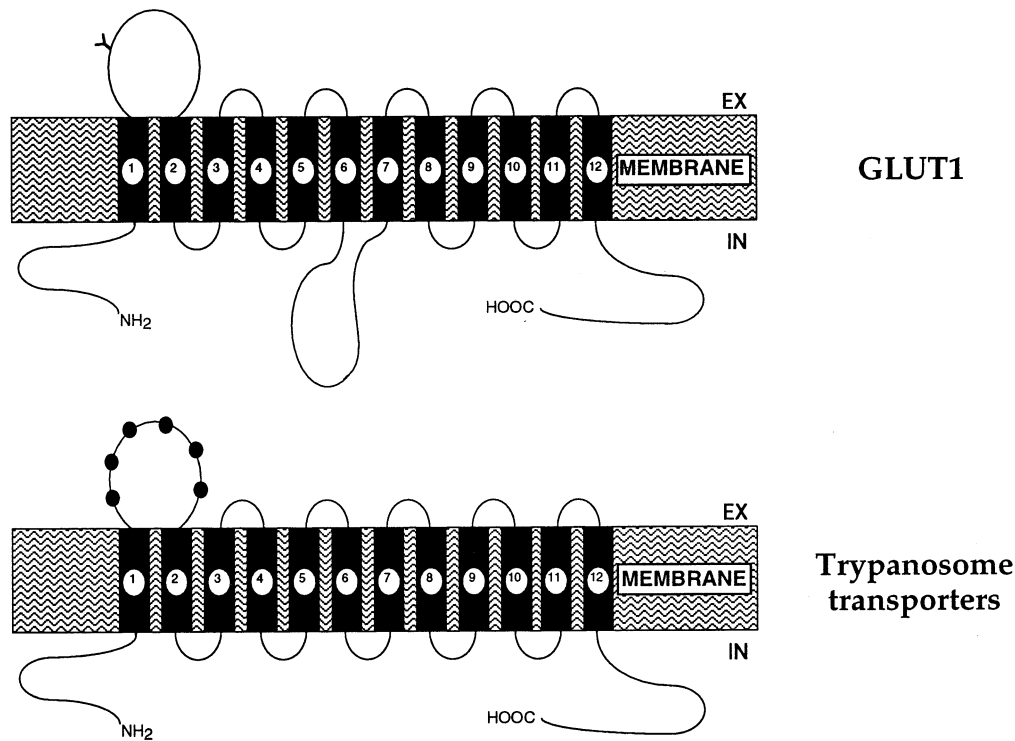 EX
1 2 3 4 5 6 7 8 9 10 11 12 MEMBRANE
GLUT1
IN
NH2
HOOC
EX
1 2 3 4 5 6 7 8 9 10 11 12 MEMBRANE
Trypanosome
transporters
IN
NH2
HOOC